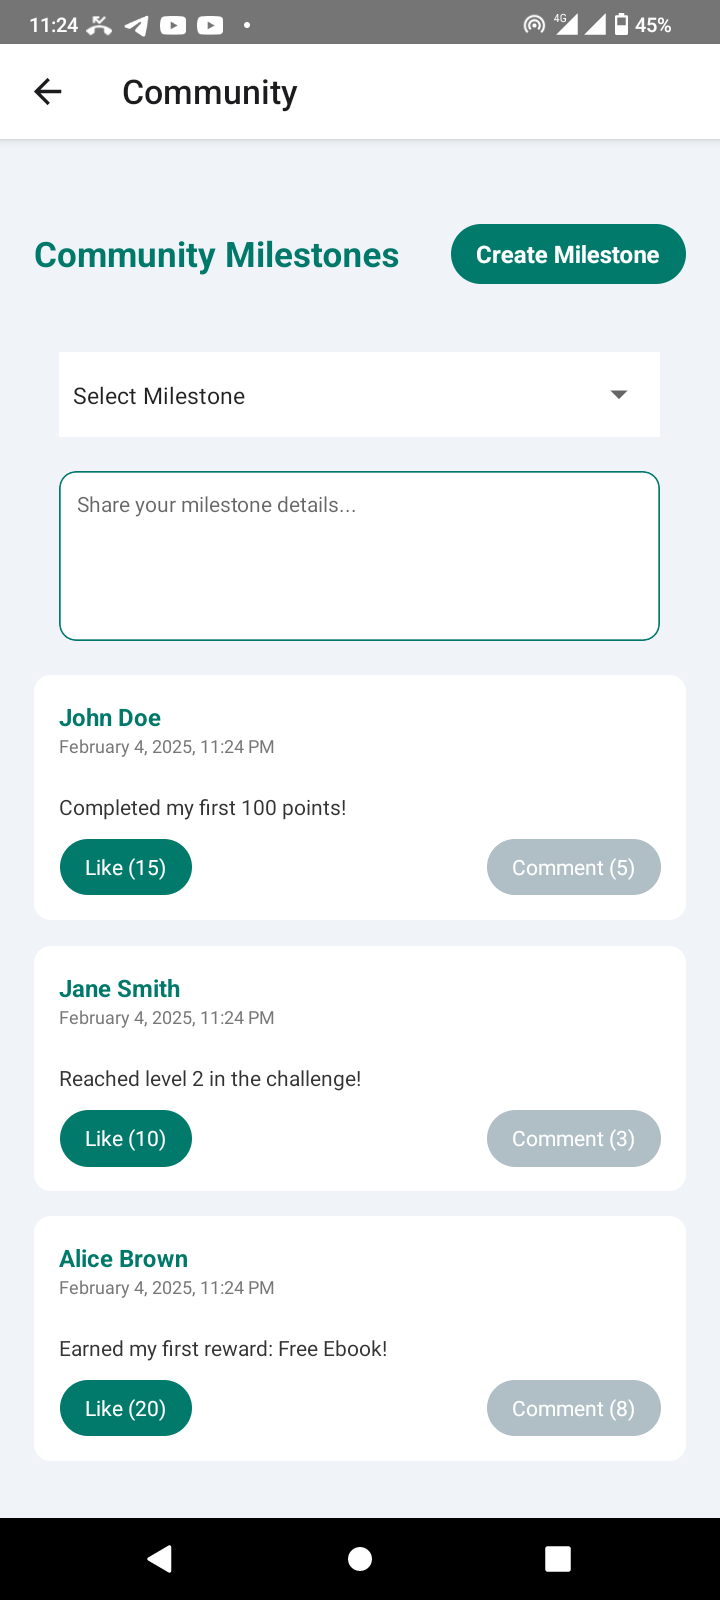 11:24 4G 45%
Community
Community Milestones Create Milestone
Select Milestone
Share your milestone details...
John Doe
February 4, 2025, 11:24 PM
Completed my first 100 points!
Like (15) Comment (5)
Jane Smith
February 4, 2025, 11:24 PM
Reached level 2 in the challenge!
Like (10) Comment (3)
Alice Brown
February 4, 2025, 11:24 PM
Earned my first reward: Free Ebook!
Like (20) Comment (8)